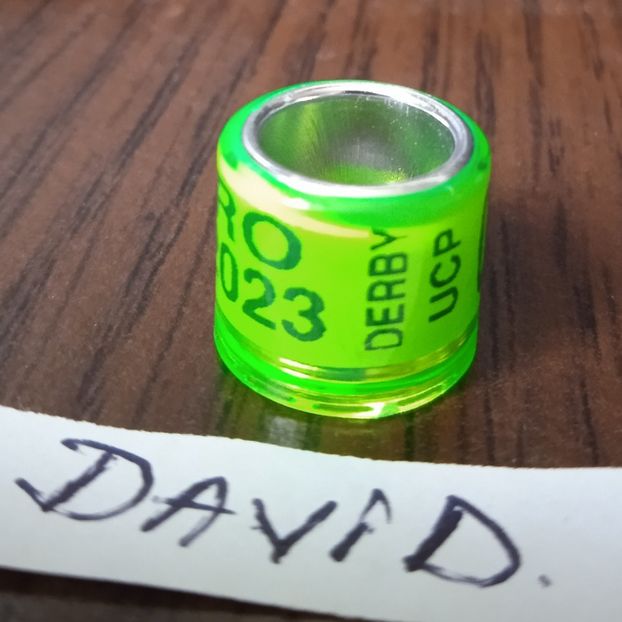 RO
023
DERBY
UCP
DAVID.